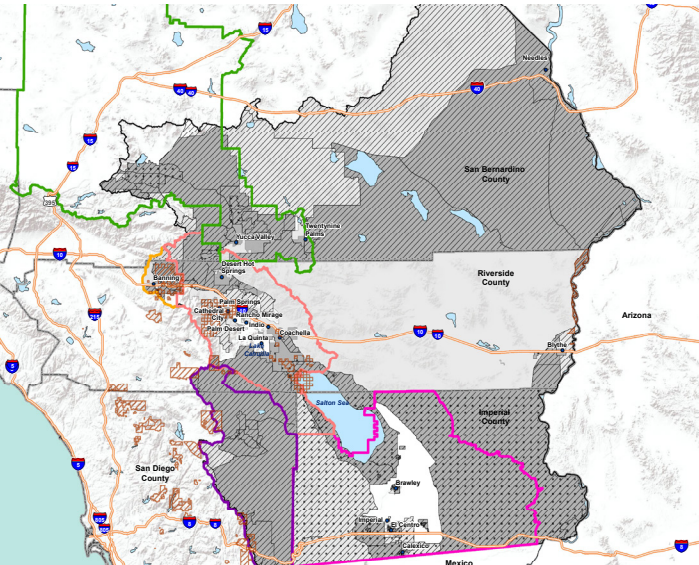 15
40
40
40
Needles
15
15
395
San Bernardino
County
Twentynine
Palms
Yucca Valley
10
Desert Hot
Springs
Banning
Riverside
County
215
Palm Springs
Cathedral
City
Rancho Mirage
Palm Desert
Indio
Coachella
La Quinta
Lake
Cahuilla
Arizona
10
10
Blythe
5
15
Salton Sea
Imperial
County
5
San Diego
County
Brawley
Imperial
El Centro
Calexico
8
8
8
Mexico